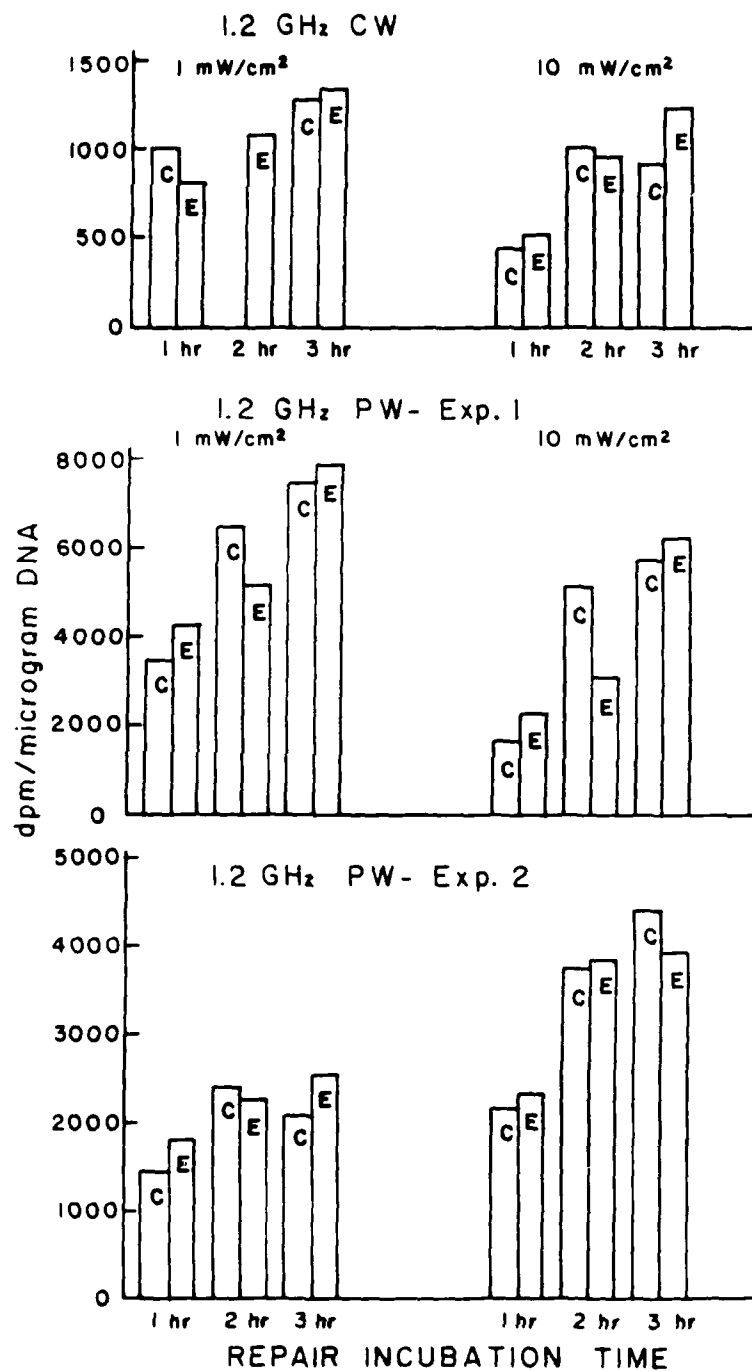 1.2 GHz CW
1 mW/cm² 10 mW/cm²
1500
1000
500
0
C E E C E C E C E C E
1 hr 2 hr 3 hr 1 hr 2 hr 3 hr
1.2 GHz PW- Exp. 1
1 mW/cm² 10 mW/cm²
8000
6000
4000
2000
0
C E C E C E C E C E C E
dpm/microgram DNA
1.2 GHz PW- Exp. 2
5000
4000
3000
2000
1000
0
C E C E C E C E C E C E
1 hr 2 hr 3 hr 1 hr 2 hr 3 hr
REPAIR INCUBATION TIME